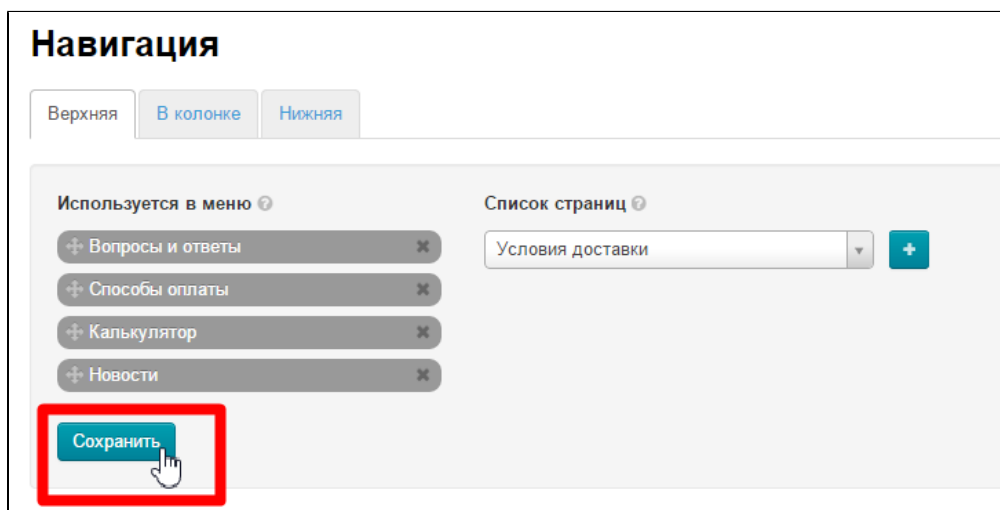 Навигация
Верхняя В колонке Нижняя
Используется в меню ? Список страниц ?
Вопросы и ответы Условия доставки +
Способы оплаты
Калькулятор
Новости
Сохранить